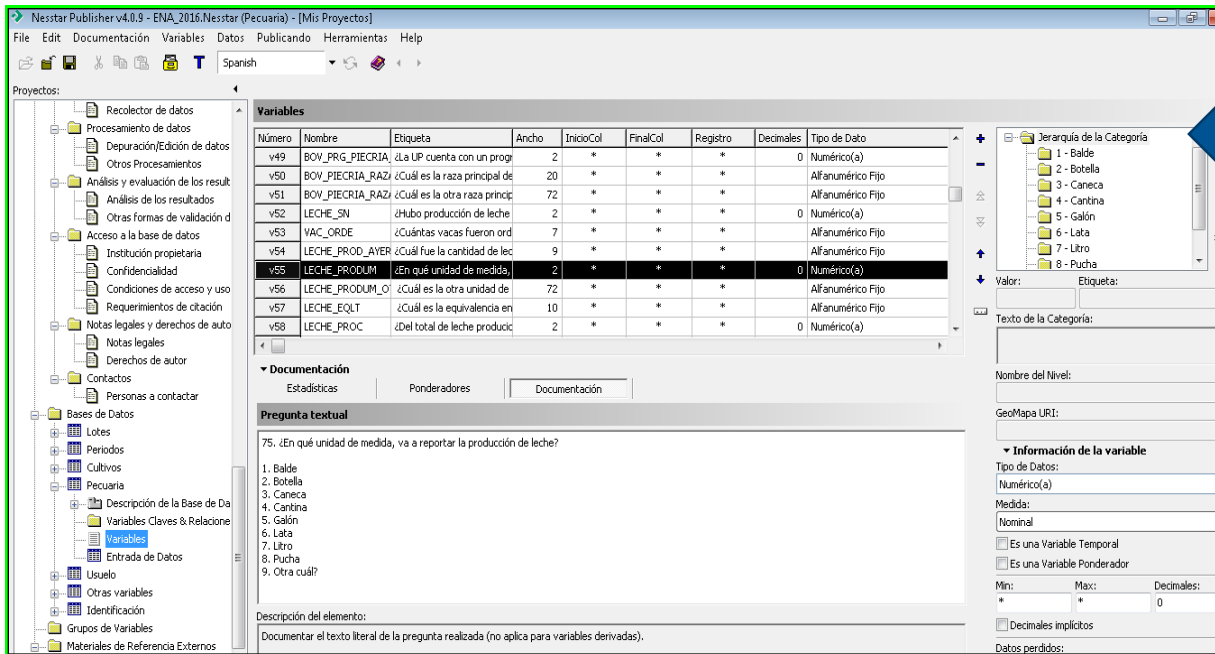 Nesstar Publisher v4.0.9 - ENA_2016.Nesstar (Pecuaria) - [Mis Proyectos]
File Edit Documentación Variables Datos Publicando Herramientas Help
T Spanish
Proyectos:
Recolector de datos
Procesamiento de datos
Depuración/Edición de datos
Otros Procesamientos
Análisis y evaluación de los result
Análisis de los resultados
Otras formas de validación d
Acceso a la base de datos
Institución propietaria
Confidencialidad
Condiciones de acceso y uso
Requerimientos de citación
Notas legales y derechos de auto
Notas legales
Derechos de autor
Contactos
Personas a contactar
Bases de Datos
Lotes
Periodos
Cultivos
Pecuaria
Descripción de la Base de Da
Variables Claves & Relacione
Variables
Entrada de Datos
Usuelo
Otras variables
Identificación
Grupos de Variables
Materiales de Referencia Externos
Variables
Número Nombre Etiqueta Ancho InicioCol FinalCol Registro Decimales Tipo de Dato
v49 BOV_PRG_PIECRIA_ ¿La UP cuenta con un progr 2 * * * 0 Numérico(a)
v50 BOV_PIECRIA_RAZA ¿Cuál es la raza principal de 20 * * * Alfanumérico Fijo
v51 BOV_PIECRIA_RAZA ¿Cuál es la otra raza princip 72 * * * Alfanumérico Fijo
v52 LECHE_SN ¿Hubo producción de leche 2 * * * 0 Numérico(a)
v53 VAC_ORDE ¿Cuántas vacas fueron ord 7 * * * Alfanumérico Fijo
v54 LECHE_PROD_AYER ¿Cuál fue la cantidad de lec 9 * * * Alfanumérico Fijo
v55 LECHE_PRODUM ¿En qué unidad de medida, 2 * * * 0 Numérico(a)
v56 LECHE_PRODUM_O ¿Cuál es la otra unidad de 72 * * * Alfanumérico Fijo
v57 LECHE_EQLT ¿Cuál es la equivalencia en 10 * * * Alfanumérico Fijo
v58 LECHE_PROC ¿Del total de leche producid 2 * * * 0 Numérico(a)
Documentación
Estadísticas Ponderadores Documentación
Pregunta textual
75. ¿En qué unidad de medida, va a reportar la producción de leche?
1. Balde
2. Botella
3. Caneca
4. Cantina
5. Galón
6. Lata
7. Litro
8. Pucha
9. Otra cuál?
Descripción del elemento:
Documentar el texto literal de la pregunta realizada (no aplica para variables derivadas).
Jerarquía de la Categoría
1 - Balde
2 - Botella
3 - Caneca
4 - Cantina
5 - Galón
6 - Lata
7 - Litro
8 - Pucha
Valor: Etiqueta:
Texto de la Categoría:
Nombre del Nivel:
GeoMapa URI:
Información de la variable
Tipo de Datos:
Numérico(a)
Medida:
Nominal
Es una Variable Temporal
Es una Variable Ponderador
Min: Max: Decimales:
* * 0
Decimales implícitos
Datos perdidos: